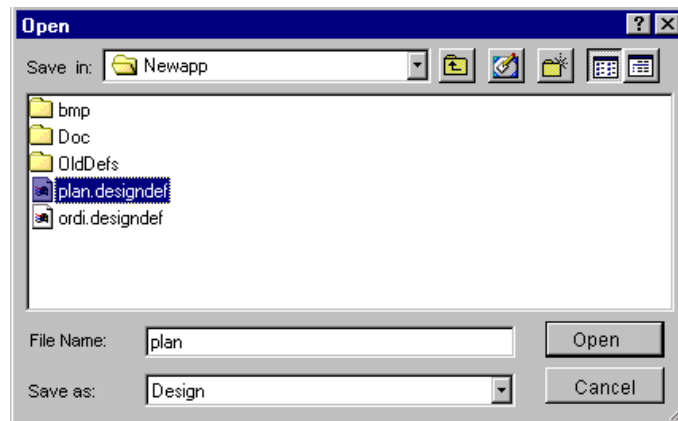 Open
Save in: Newapp
bmp
Doc
OldDefs
plan.designdef
ordi.designdef
File Name: plan Open
Save as: Design Cancel